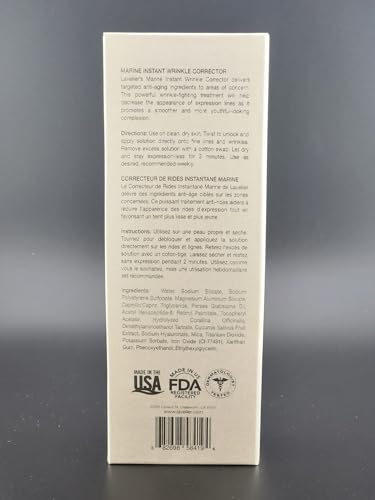 MARINE INSTANT WRINKLE CORRECTOR
Lavelier's Marine Instant Wrinkle Corrector delivers
targeted anti-aging ingredients to areas of concern.
This powerful wrinkle-fighting treatment will help
decrease the appearance of expression lines as it
promotes a smoother and more youthful-looking
complexion.
Directions: Use on clean, dry skin. Twist to unlock and
apply solution directly onto fine lines and wrinkles.
Remove excess solution with a cotton swab. Let dry
and stay expression-less for 2 minutes. Use as
desired, recommended weekly.
CORRECTEUR DE RIDES INSTANTANÉ MARINE
Le Correcteur de Rides Instantané Marine de Lavelier
délivre des ingrédients anti-âge ciblés sur les zones
concernées. Ce puissant traitement anti-rides aidera à
réduire l'apparence des rides d'expression tout en
favorisant un teint plus lisse et plus jeune.
Instructions: Utilisez sur une peau propre et sèche.
Tournez pour débloquer et appliquez la solution
directement sur les ridules et les rides. Retirez l'excès de
solution avec un coton-tige. Laissez sécher et restez
sans expression pendant 2 minutes. Utilisez comme
vous le souhaitez, mais une utilisation hebdomadaire
est recommandée.
Ingredients: Water, Sodium Silicate, Sodium
Polystyrene Sulfonate, Magnesium Aluminum Silicate,
Caprylic/Capric Triglyceride, Persea Gratissima Oil,
Acetyl Hexapeptide-8, Retinyl Palmitate, Tocopheryl
Acetate, Hydrolyzed Corallina Officinalis,
Dimethylaminoethanol Tartrate, Cucumis Sativus Fruit
Extract, Sodium Hyaluronate, Mica, Titanium Dioxide,
Potassium Sorbate, Iron Oxide (CI-77491), Xanthan
Gum, Phenoxyethanol, Ethylhexylglycerin.
MADE IN THE
USA
MADE IN US
FDA
REGISTERED
FACILITY
DERMATOLOGIST
TESTED
www.lavelier.com